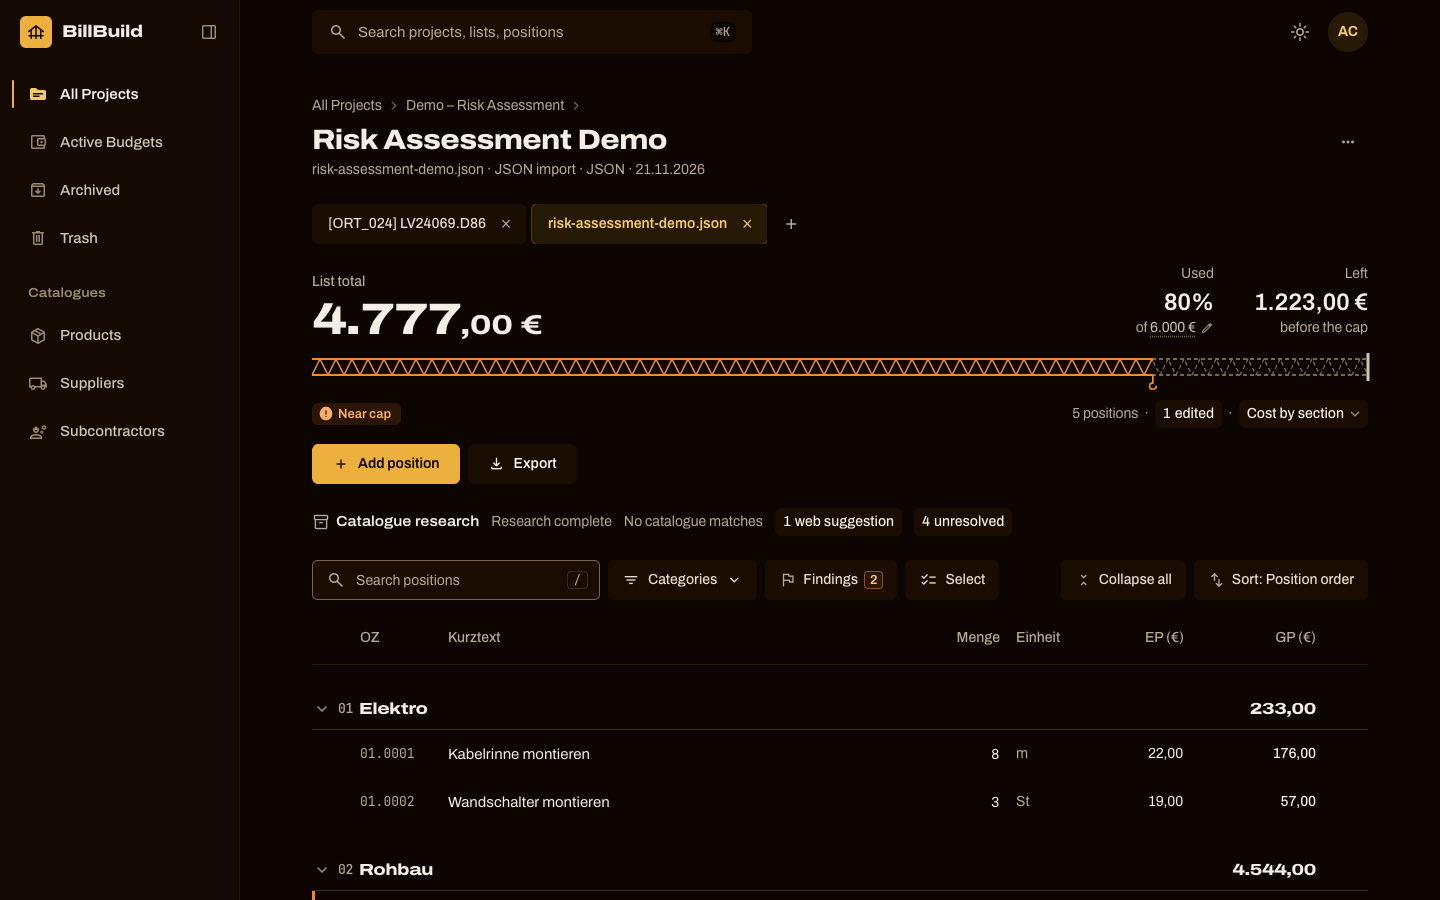 BillBuild
Search projects, lists, positions ⌘K
AC
All Projects
Active Budgets
Archived
Trash
Catalogues
Products
Suppliers
Subcontractors
All Projects › Demo – Risk Assessment ›
Risk Assessment Demo
risk-assessment-demo.json · JSON import · JSON · 21.11.2026
[ORT_024] LV24069.D86 × risk-assessment-demo.json × +
List total
4.777,00 €
Used
80%
of 6.000 €
Left
1.223,00 €
before the cap
Near cap
5 positions · 1 edited · Cost by section
+ Add position
Export
Catalogue research Research complete No catalogue matches 1 web suggestion 4 unresolved
Search positions /
Categories
Findings 2
Select
Collapse all
Sort: Position order
OZ Kurztext Menge Einheit EP (€) GP (€)
01 Elektro 233,00
01.0001 Kabelrinne montieren 8 m 22,00 176,00
01.0002 Wandschalter montieren 3 St 19,00 57,00
02 Rohbau 4.544,00